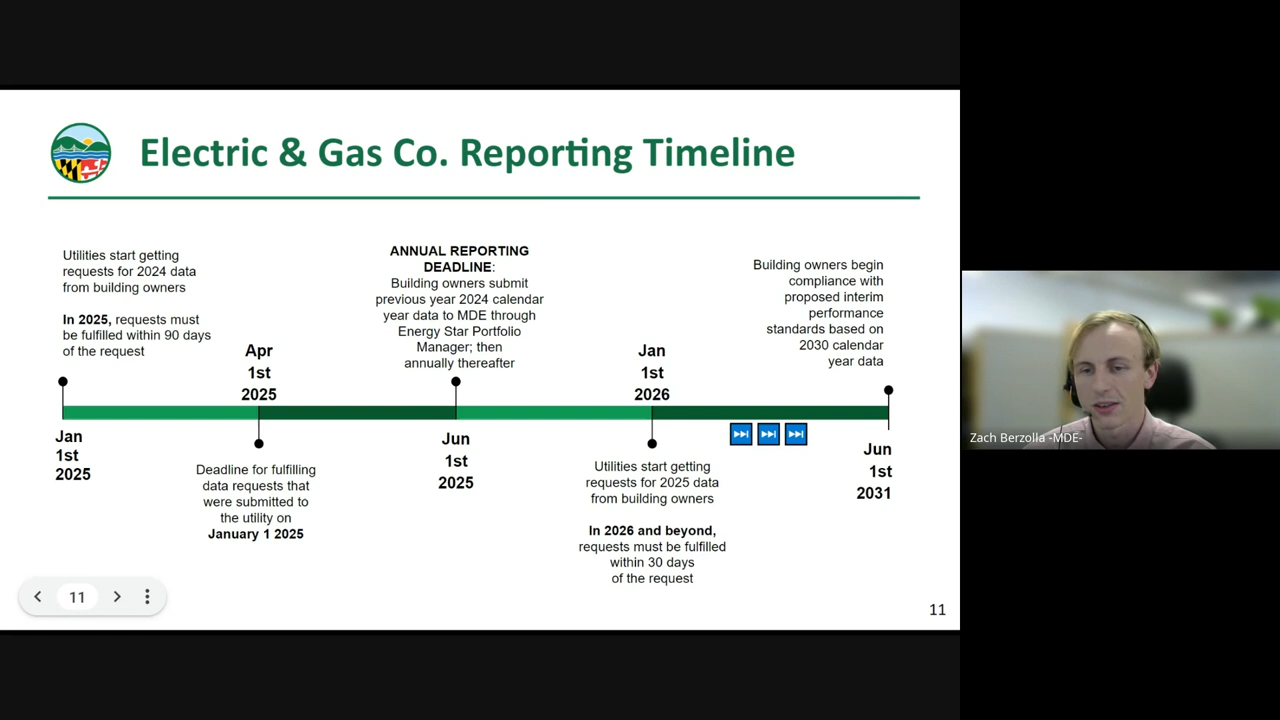 Electric & Gas Co. Reporting Timeline
Utilities start getting
requests for 2024 data
from building owners
In 2025, requests must
be fulfilled within 90 days
of the request
Jan
1st
2025
Apr
1st
2025
Deadline for fulfilling
data requests that
were submitted to
the utility on
January 1 2025
ANNUAL REPORTING
DEADLINE:
Building owners submit
previous year 2024 calendar
year data to MDE through
Energy Star Portfolio
Manager; then
annually thereafter
Jun
1st
2025
Jan
1st
2026
Utilities start getting
requests for 2025 data
from building owners
In 2026 and beyond,
requests must be fulfilled
within 30 days
of the request
Building owners begin
compliance with
proposed interim
performance
standards based on
2030 calendar
year data
Jun
1st
2031
11
11
Zach Berzolla -MDE-